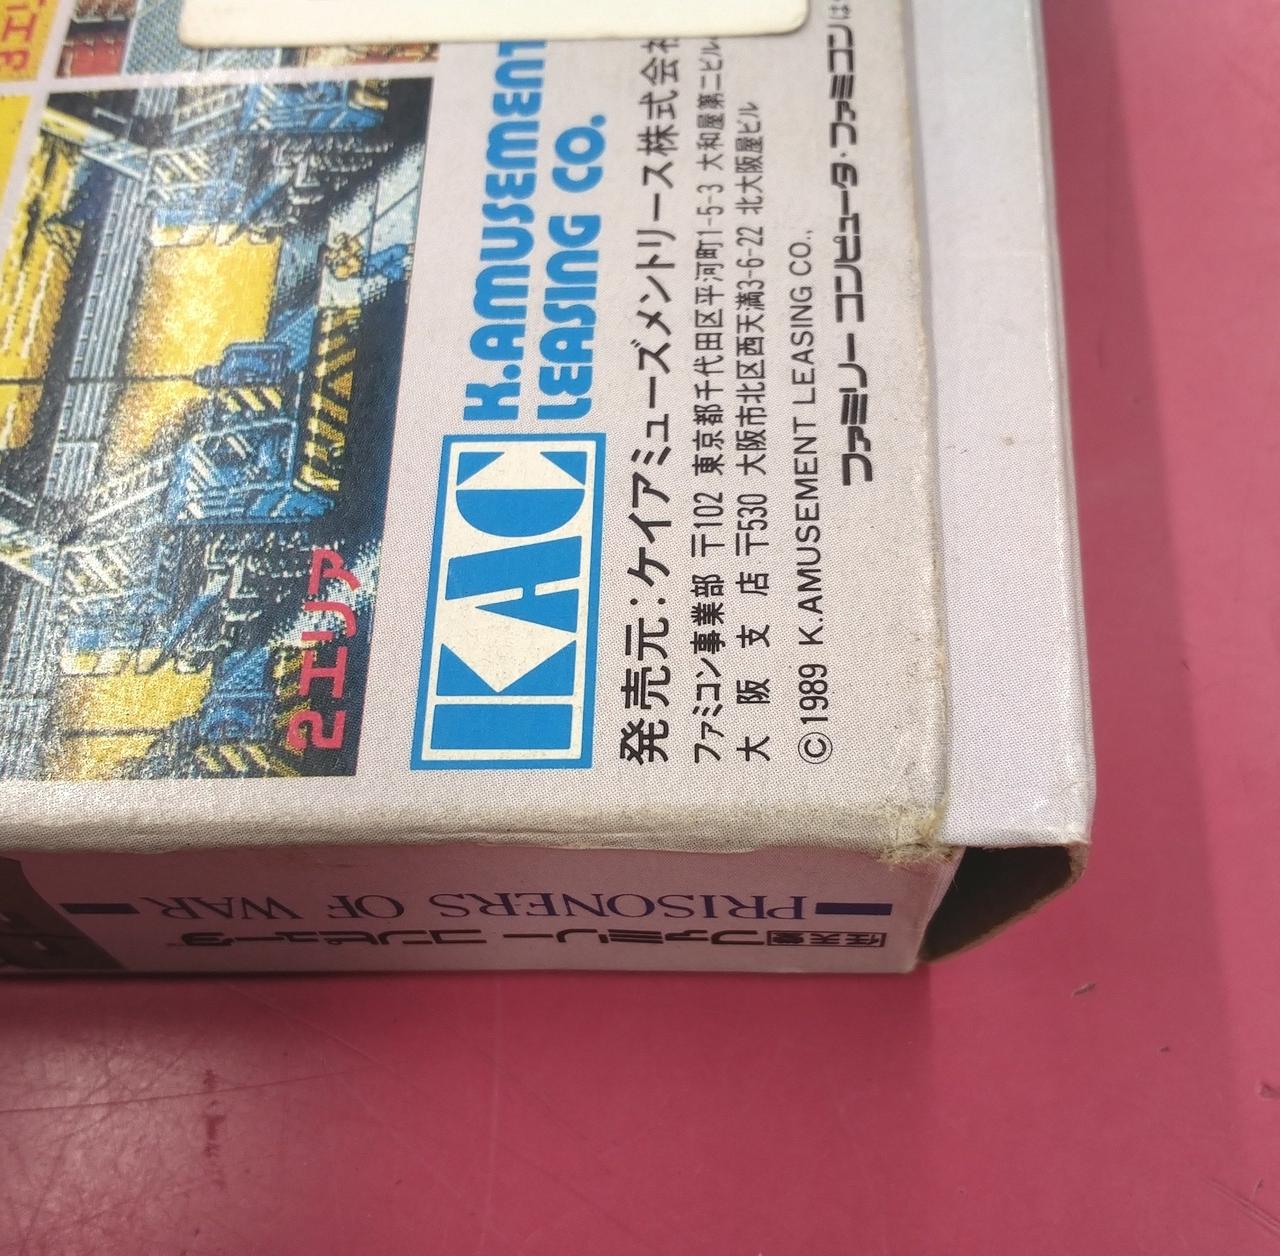 3エリ
2エリア
KAC
K.AMUSEMENT
LEASING CO.
発売元：ケイアミューズメントリース株式会社
ファミコン事業部 〒102 東京都千代田区平河町1-5-3 大和屋第二ビル
大阪支店 〒530 大阪市北区西天満3-6-22 北大阪屋ビル
©1989 K.AMUSEMENT LEASING CO.,
ファミリーコンピュータ・ファミコンは
PRISONERS OF WAR
任天堂 ファミリーコンピュータ